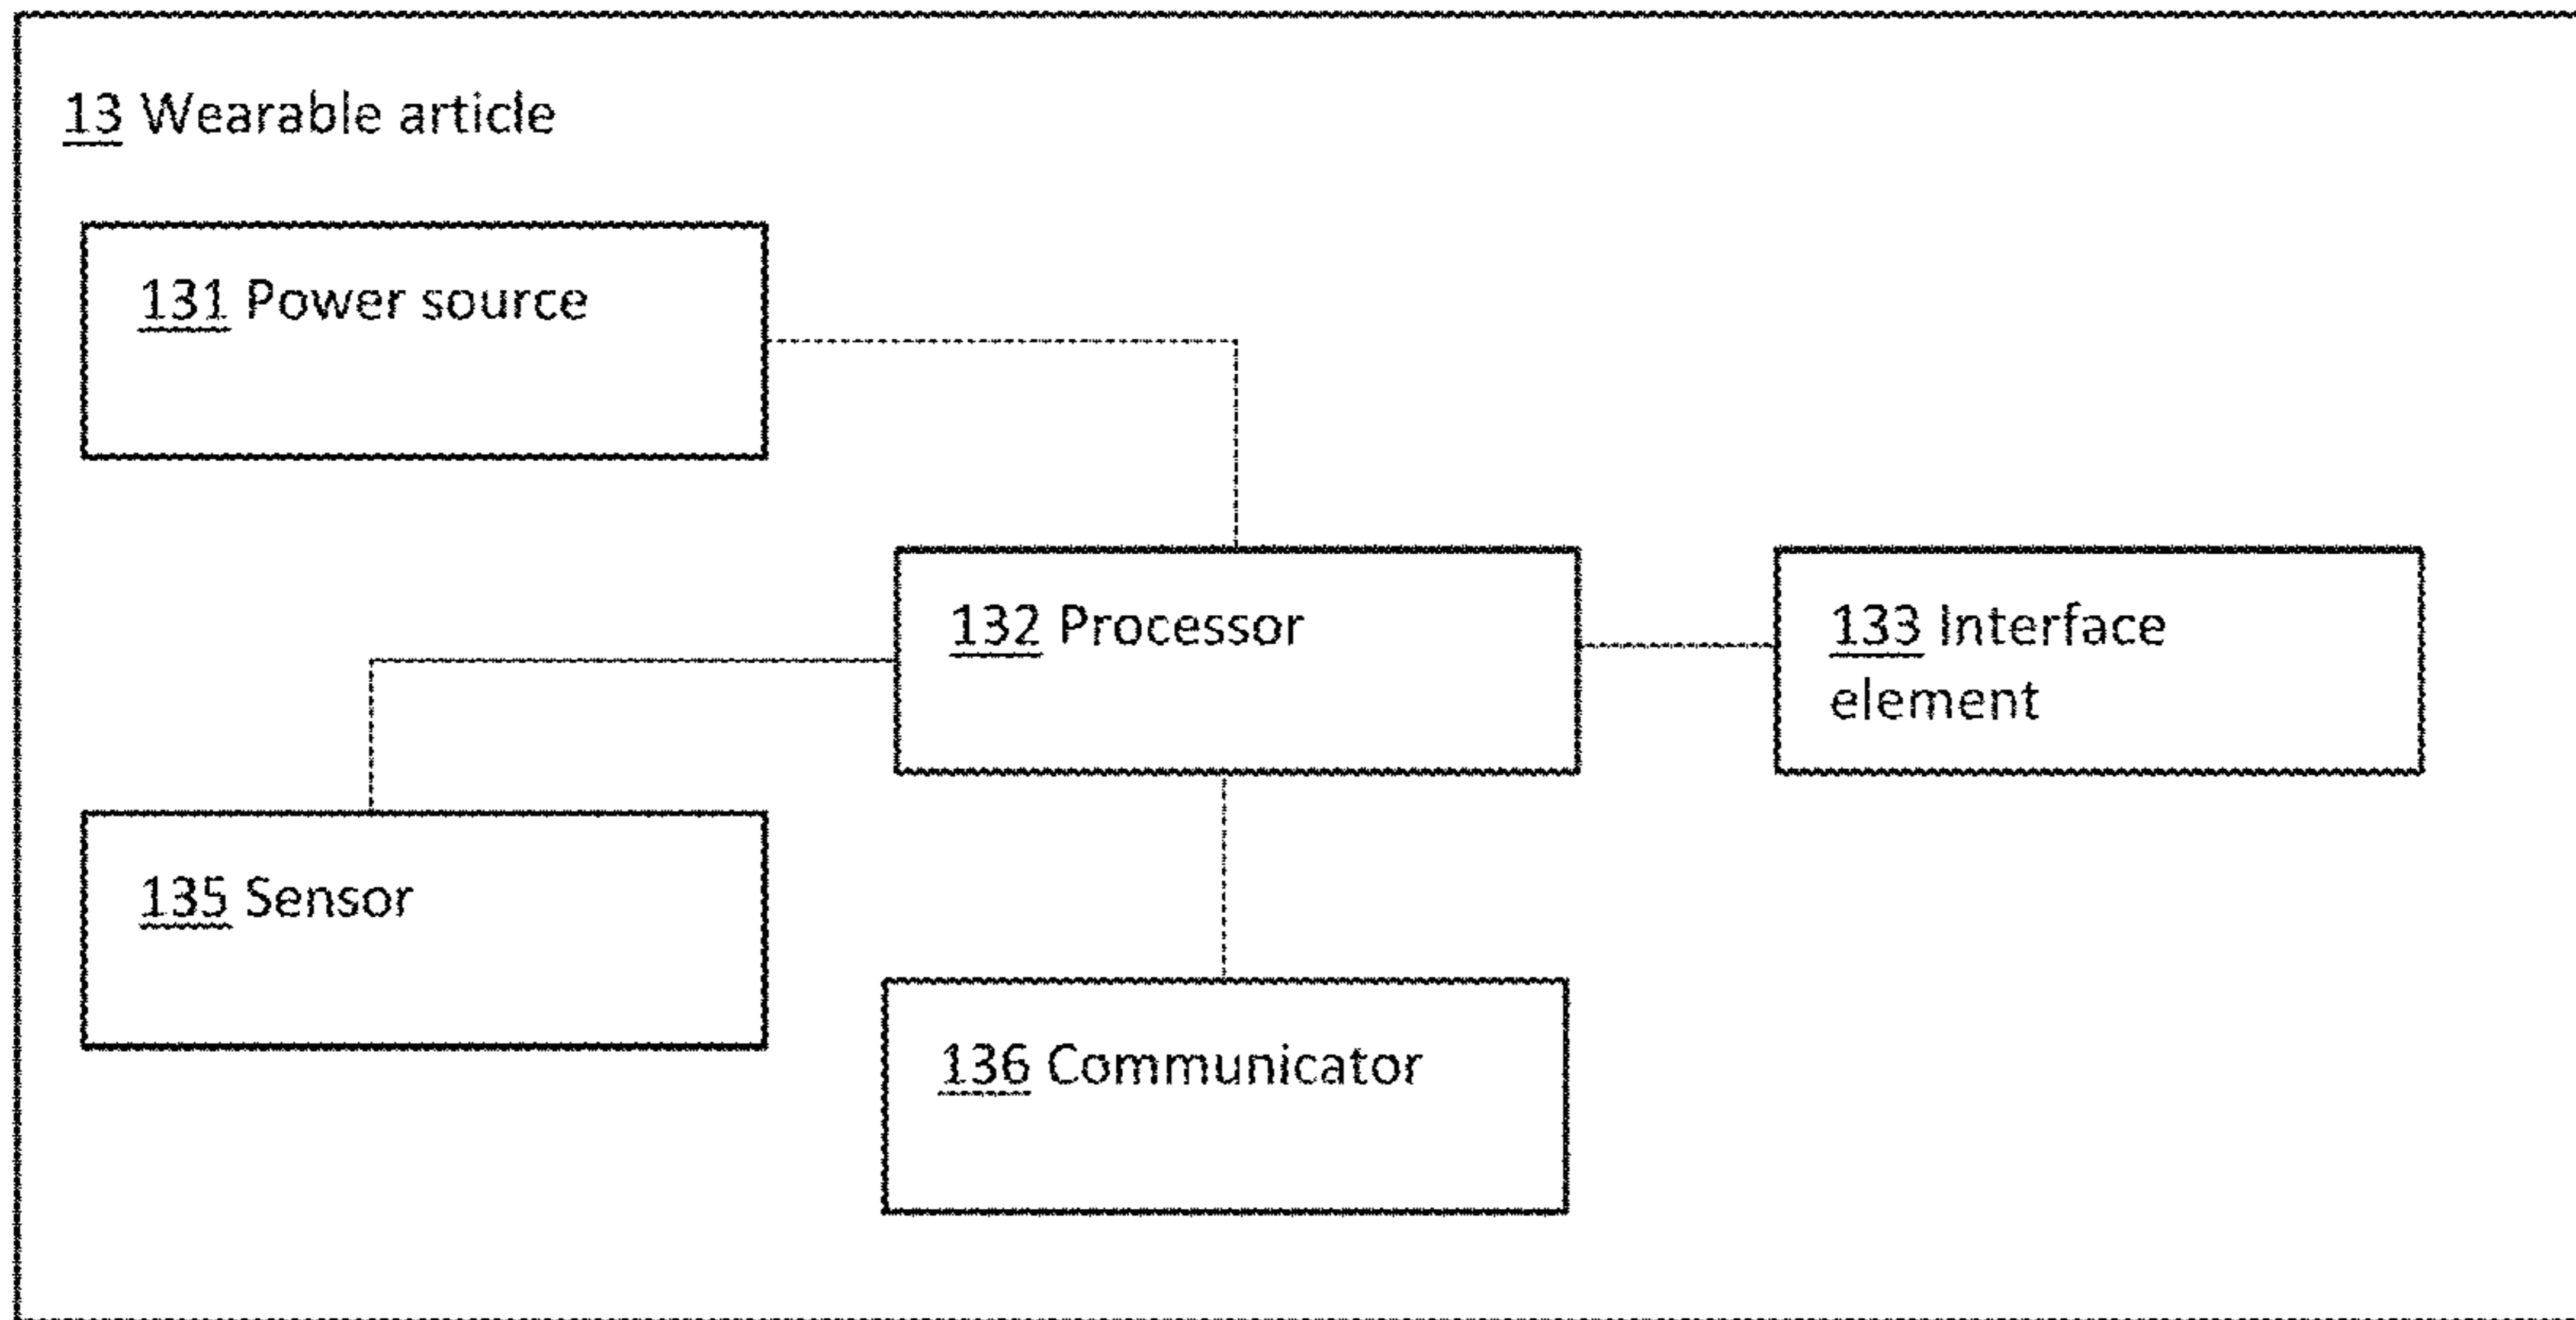 13 Wearable article
131 Power source
132 Processor
133 Interface
element
135 Sensor
136 Communicator